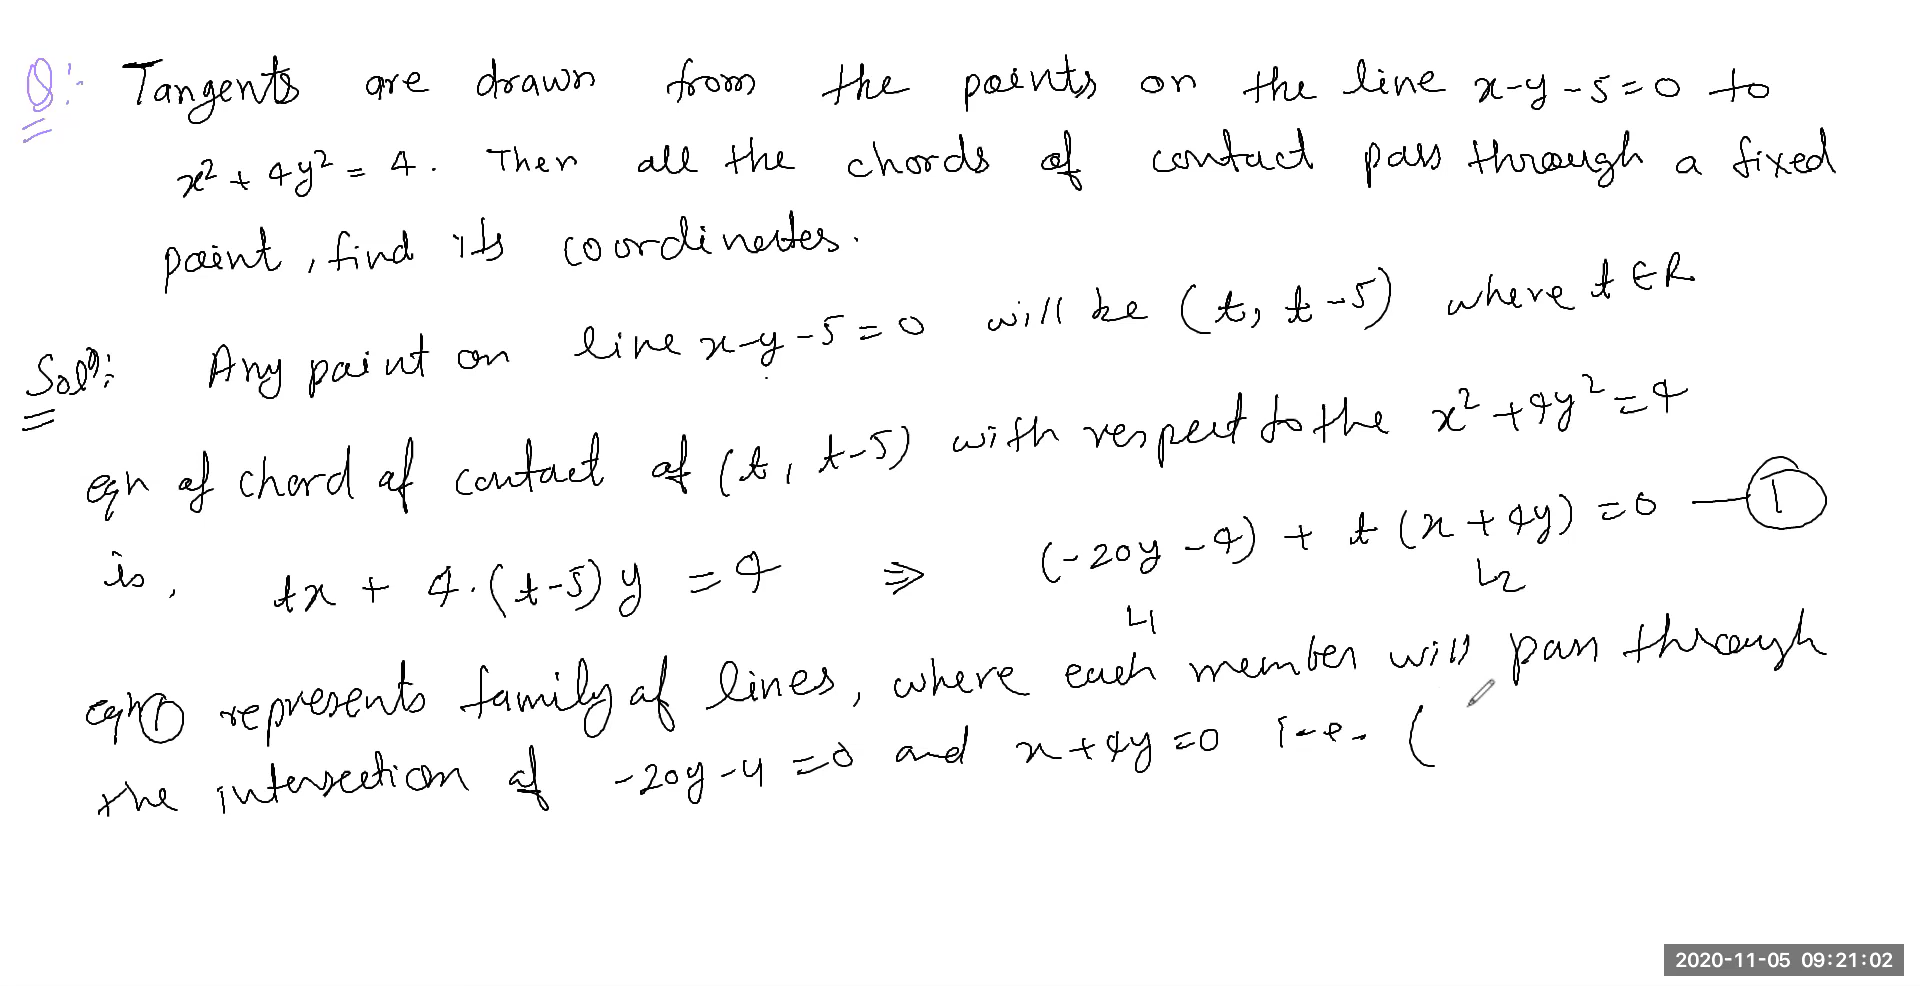 Q:- Tangents are drawn from the points on the line x-y-5=0 to
x² + 4y² = 4. Then all the chords of contact pass through a fixed
point, find its coordinates.
Solⁿ: Any point on line x-y-5=0 will be (t, t-5) where t∈R
eqn of chord of contact of (t, t-5) with respect to the x²+4y²=4
is, tx + 4.(t-5)y = 4 ⇒ (-20y-4) + t(x+4y)=0 — ①
L1 L2
eqn① represents family of lines, where each member will pass through
the intersection of -20y-4=0 and x+4y=0 i-e. (
2020-11-05 09:21:02